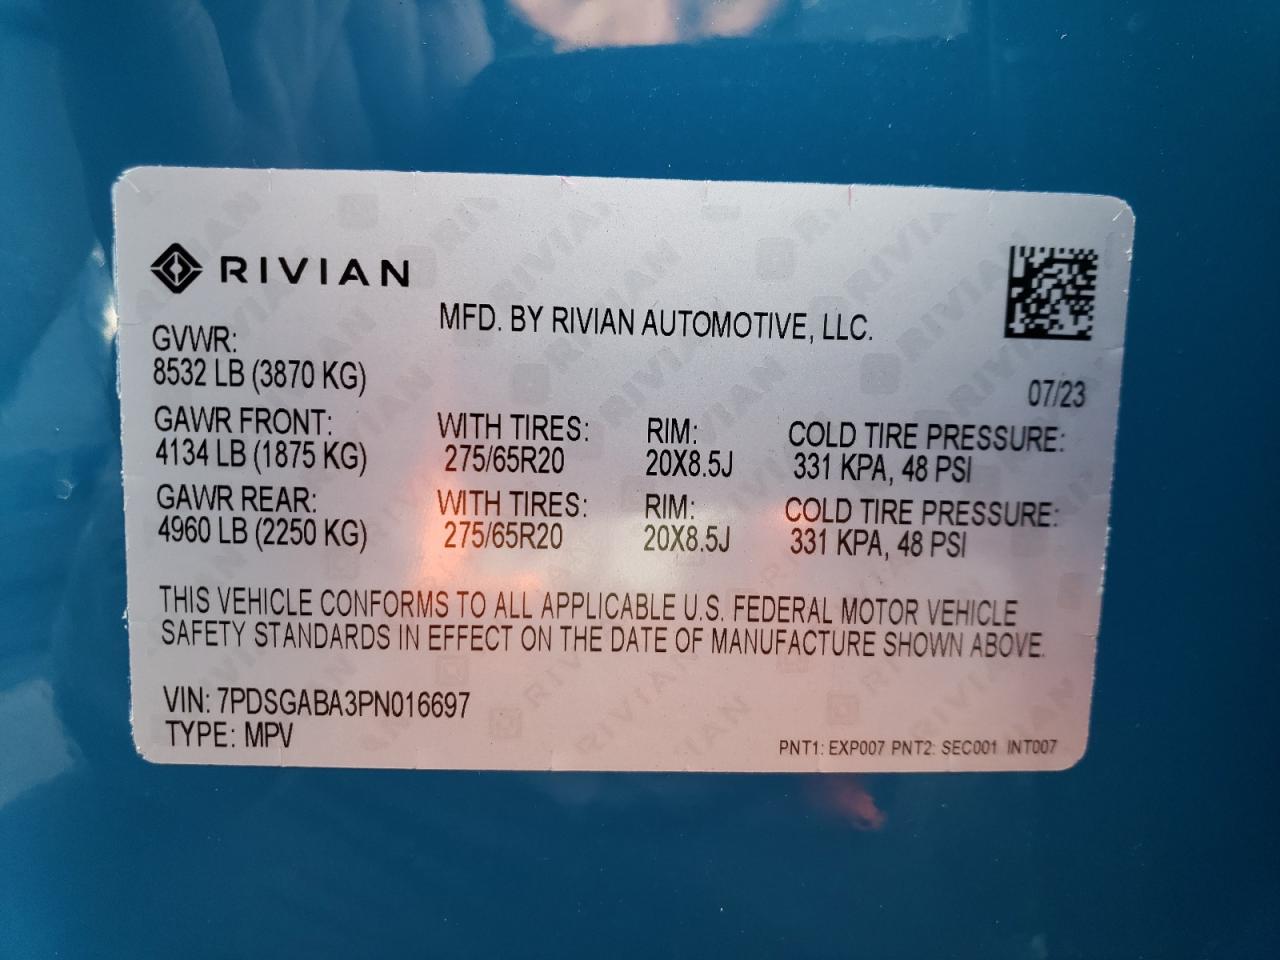 RIVIAN
MFD. BY RIVIAN AUTOMOTIVE, LLC.
GVWR:
8532 LB (3870 KG)
07/23
GAWR FRONT: WITH TIRES: RIM: COLD TIRE PRESSURE:
4134 LB (1875 KG) 275/65R20 20X8.5J 331 KPA, 48 PSI
GAWR REAR: WITH TIRES: RIM: COLD TIRE PRESSURE:
4960 LB (2250 KG) 275/65R20 20X8.5J 331 KPA, 48 PSI
THIS VEHICLE CONFORMS TO ALL APPLICABLE U.S. FEDERAL MOTOR VEHICLE
SAFETY STANDARDS IN EFFECT ON THE DATE OF MANUFACTURE SHOWN ABOVE.
VIN: 7PDSGABA3PN016697
TYPE: MPV
PNT1: EXP007 PNT2: SEC001 INT007